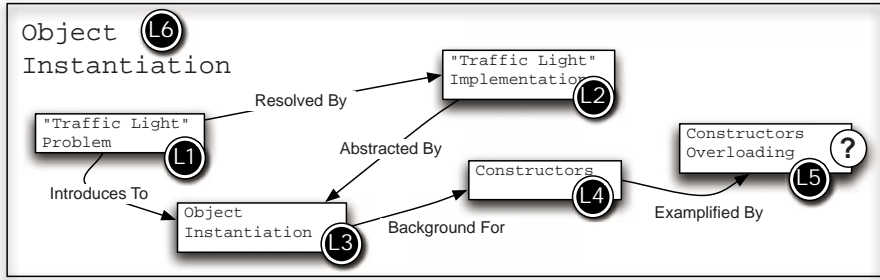 Object L6
Instantiation
"Traffic Light"
Implementation
L2
Resolved By
"Traffic Light"
Problem
L1
Abstracted By
Constructors
Overloading
?
L5
Constructors
L4
Introduces To
Examplified By
Object
Instantiation
L3
Background For